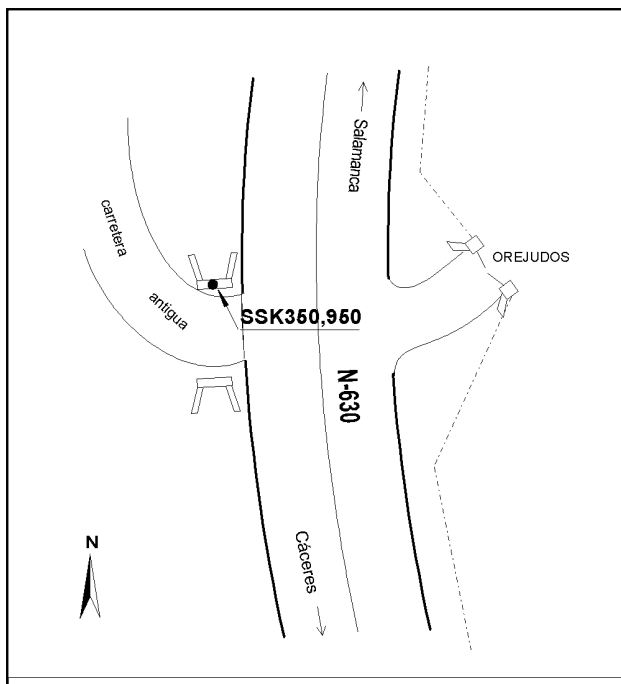 Salamanca
carretera
antigua
OREJUDOS
SSK350,950
N-630
Cáceres
N